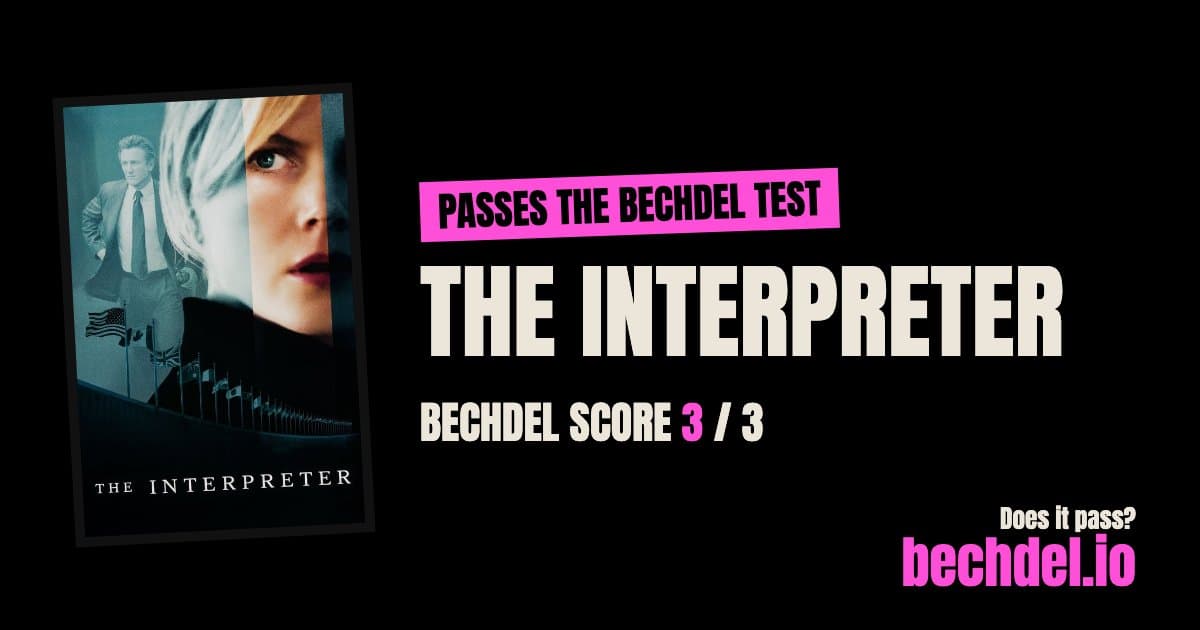 PASSES THE BECHDEL TEST
THE INTERPRETER
BECHDEL SCORE 3 / 3
THE INTERPRETER
Does it pass?
bechdel.io